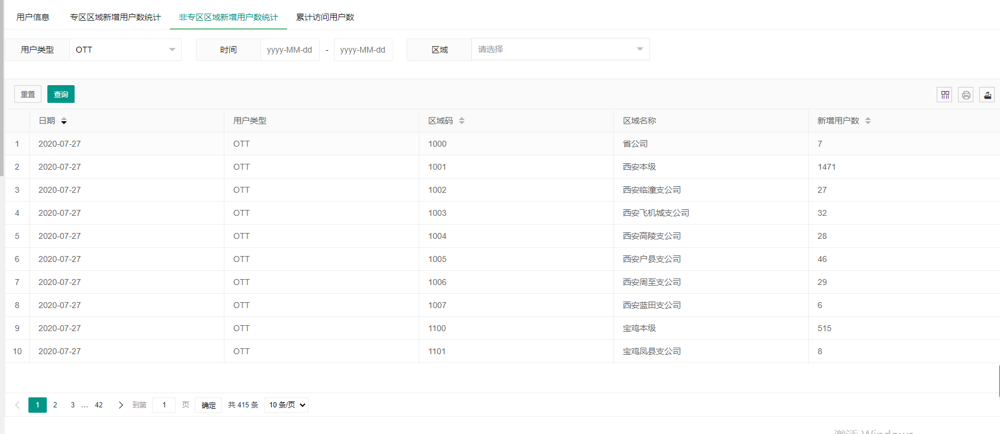 用户信息 专区区域新增用户数统计 非专区区域新增用户数统计 累计访问用户数
用户类型 OTT 时间 yyyy-MM-dd - yyyy-MM-dd 区域 请选择
重置 查询
日期 用户类型 区域码 区域名称 新增用户数
1 2020-07-27 OTT 1000 省公司 7
2 2020-07-27 OTT 1001 西安本级 1471
3 2020-07-27 OTT 1002 西安临潼支公司 27
4 2020-07-27 OTT 1003 西安飞机城支公司 32
5 2020-07-27 OTT 1004 西安高陵支公司 28
6 2020-07-27 OTT 1005 西安户县支公司 46
7 2020-07-27 OTT 1006 西安周至支公司 29
8 2020-07-27 OTT 1007 西安蓝田支公司 6
9 2020-07-27 OTT 1100 宝鸡本级 515
10 2020-07-27 OTT 1101 宝鸡凤县支公司 8
1 2 3 … 42 到第 1 页 确定 共 415 条 10 条/页
激活 Windows